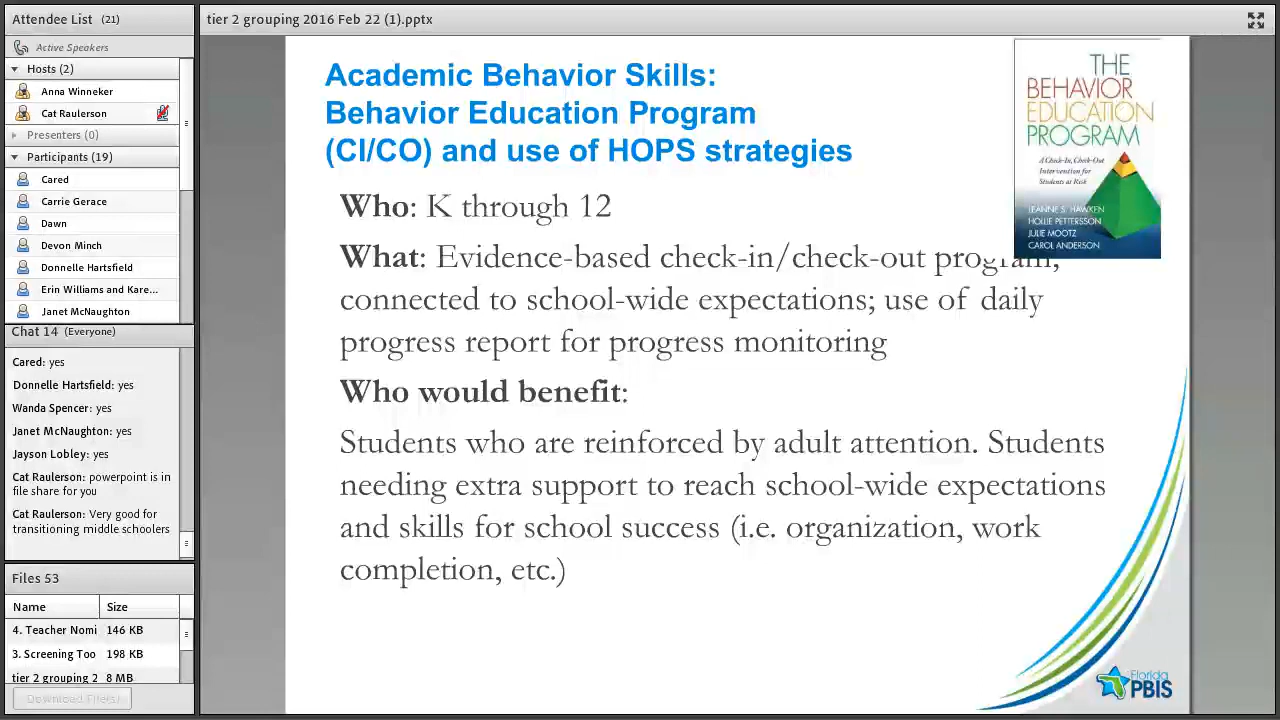 Attendee List (21)
Active Speakers
Hosts (2)
Anna Winneker
Cat Raulerson
Presenters (0)
Participants (19)
Cared
Carrie Gerace
Dawn
Devon Minch
Donnelle Hartsfield
Erin Williams and Kare...
Janet McNaughton
Chat 14 (Everyone)
Cared: yes
Donnelle Hartsfield: yes
Wanda Spencer: yes
Janet McNaughton: yes
Jayson Lobley: yes
Cat Raulerson: powerpoint is in
file share for you
Cat Raulerson: Very good for
transitioning middle schoolers
Files 53
Name Size
4. Teacher Nomi 146 KB
3. Screening Too 198 KB
tier 2 grouping 2 8 MB
Download File(s)
tier 2 grouping 2016 Feb 22 (1).pptx
Academic Behavior Skills:
Behavior Education Program
(CI/CO) and use of HOPS strategies
THE
BEHAVIOR
EDUCATION
PROGRAM
A Check-In, Check-Out
Intervention for
Students at Risk
LEANNE S. HAWKEN
HOLLIE PETTERSSON
JULIE MOOTZ
CAROL ANDERSON
Who: K through 12
What: Evidence-based check-in/check-out program,
connected to school-wide expectations; use of daily
progress report for progress monitoring
Who would benefit:
Students who are reinforced by adult attention. Students
needing extra support to reach school-wide expectations
and skills for school success (i.e. organization, work
completion, etc.)
Florida
PBIS